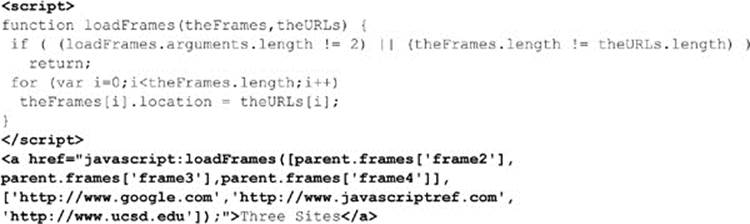 <script>
function loadFrames(theFrames,theURLs) {
if ( (loadFrames.arguments.length != 2) || (theFrames.length != theURLs.length) )
return;
for (var i=0;i<theFrames.length;i++)
theFrames[i].location = theURLs[i];
}
</script>
<a href="javascript:loadFrames([parent.frames['frame2'],
parent.frames['frame3'],parent.frames['frame4']],
['http://www.google.com','http://www.javascriptref.com',
'http://www.ucsd.edu']);">Three Sites</a>